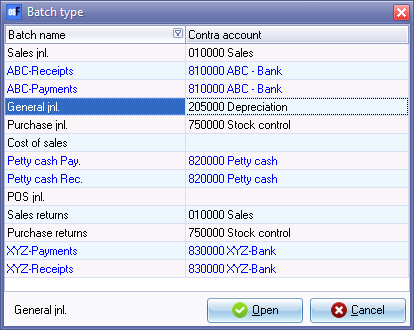 Batch type
Batch name Contra account
Sales jnl. 010000 Sales
ABC-Receipts 810000 ABC - Bank
ABC-Payments 810000 ABC - Bank
General jnl. 205000 Depreciation
Purchase jnl. 750000 Stock control
Cost of sales
Petty cash Pay. 820000 Petty cash
Petty cash Rec. 820000 Petty cash
POS jnl.
Sales returns 010000 Sales
Purchase returns 750000 Stock control
XYZ-Payments 830000 XYZ-Bank
XYZ-Receipts 830000 XYZ-Bank
General jnl. Open Cancel